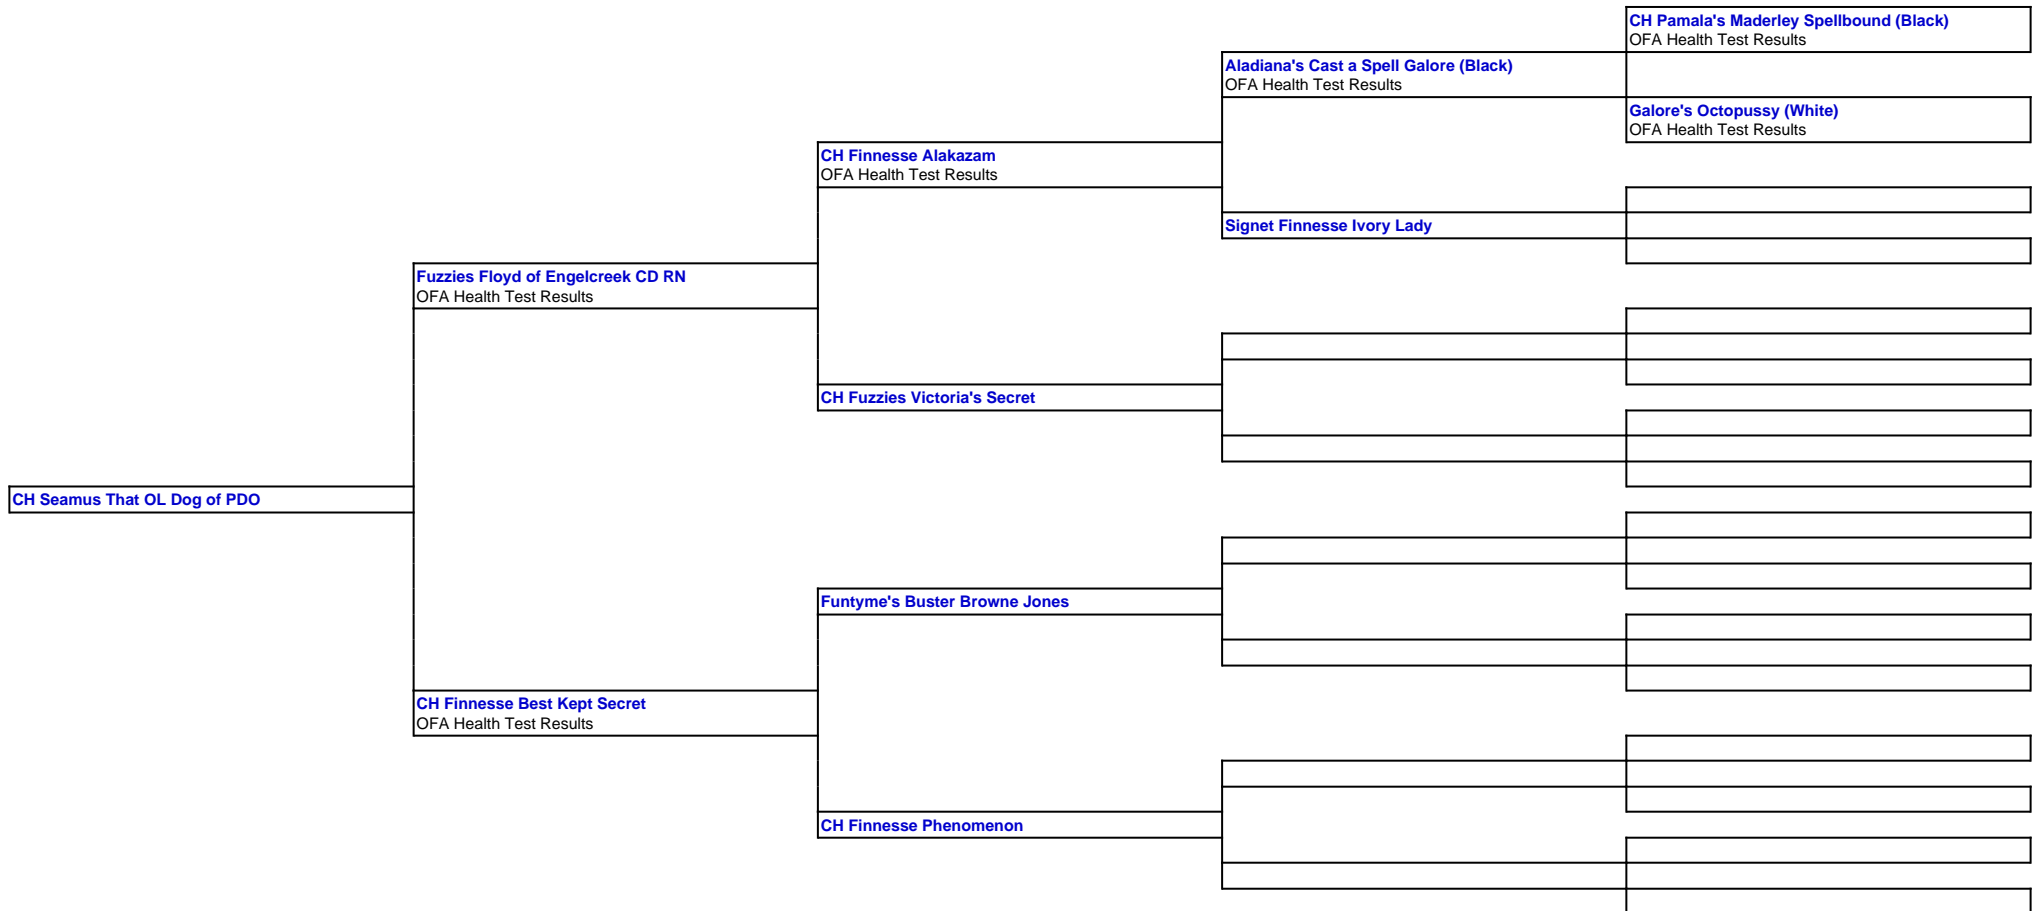 CH Pamala's Maderley Spellbound (Black)
OFA Health Test Results
Aladiana's Cast a Spell Galore (Black)
OFA Health Test Results
Galore's Octopussy (White)
OFA Health Test Results
CH Finnesse Alakazam
OFA Health Test Results
Signet Finnesse Ivory Lady
Fuzzies Floyd of Engelcreek CD RN
OFA Health Test Results
CH Fuzzies Victoria's Secret
CH Seamus That OL Dog of PDO
Funtyme's Buster Browne Jones
CH Finnesse Best Kept Secret
OFA Health Test Results
CH Finnesse Phenomenon